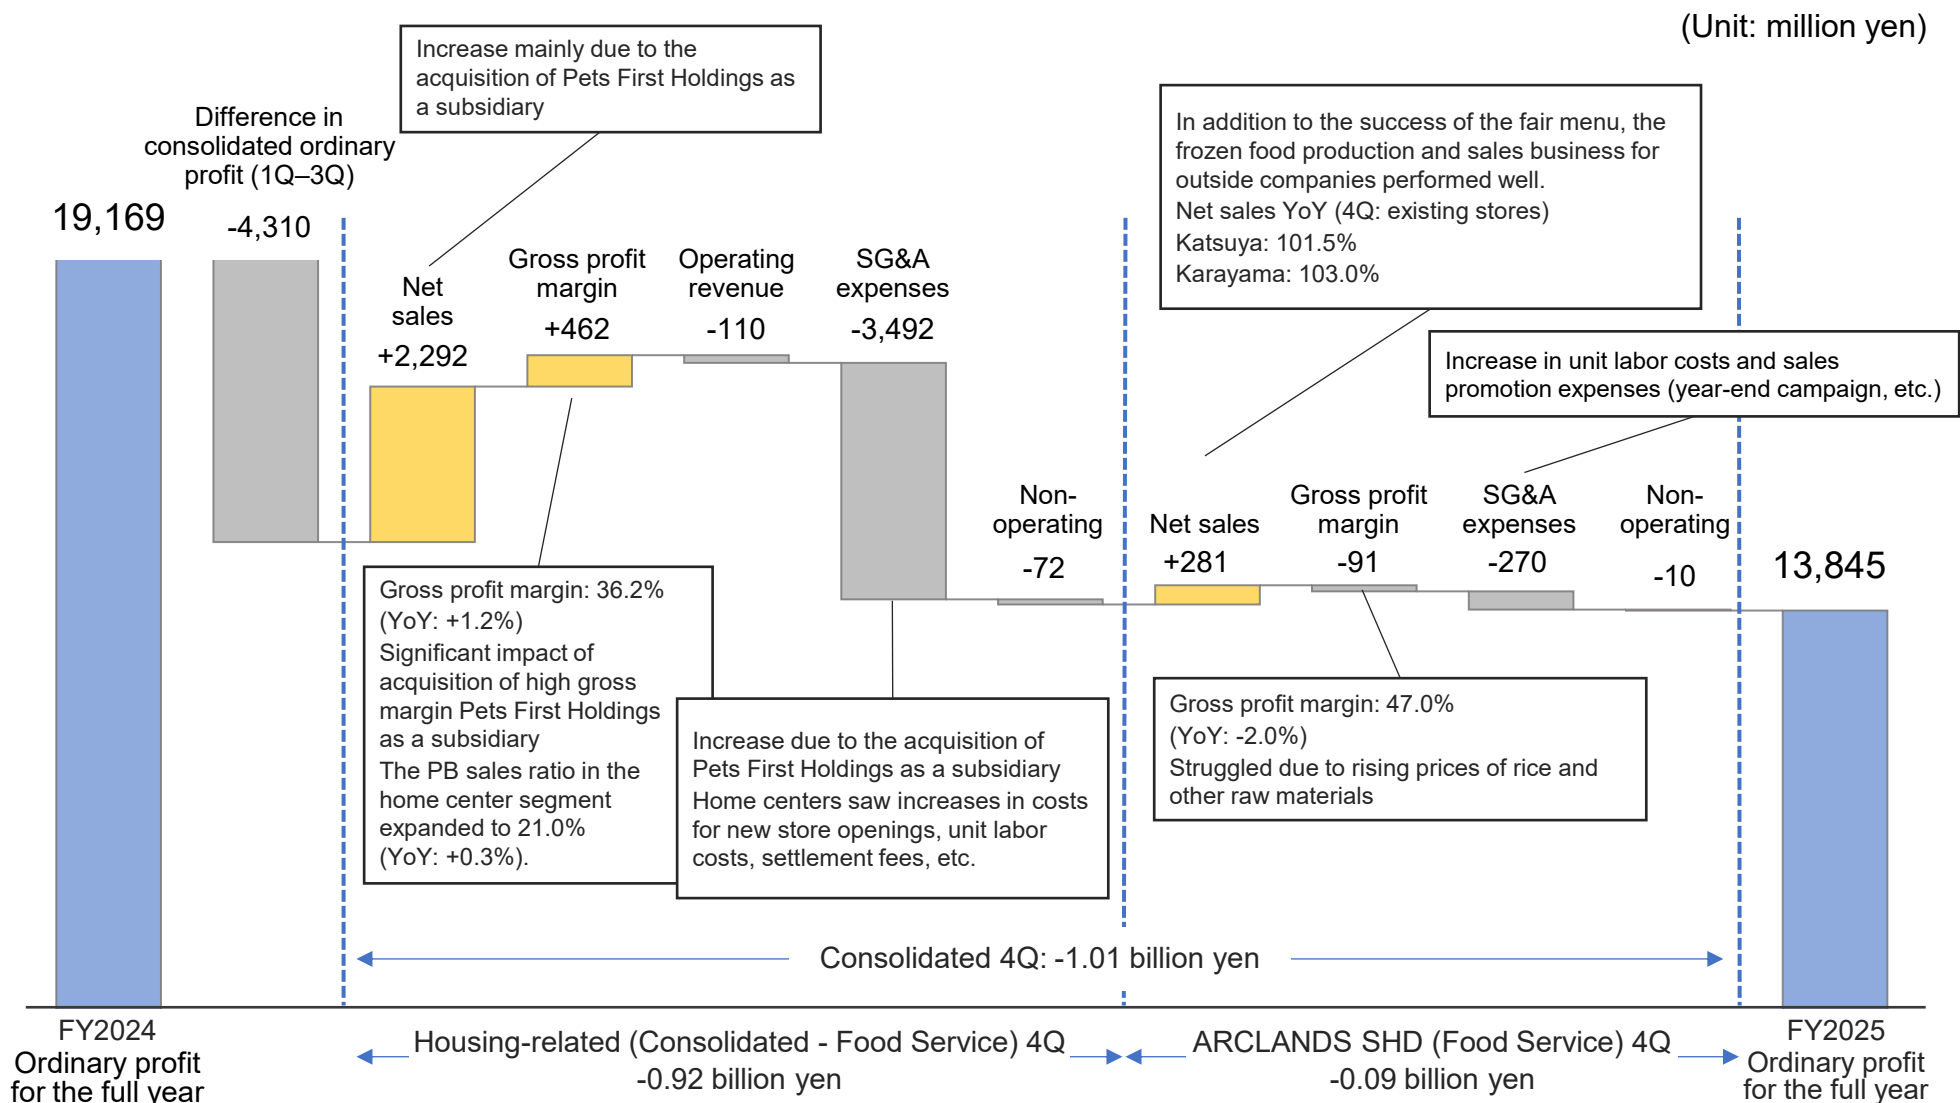 (Unit: million yen)
Increase mainly due to the
acquisition of Pets First Holdings as
a subsidiary
Difference in
consolidated ordinary
profit (1Q–3Q)
-4,310
19,169
Net
sales
+2,292
Gross profit
margin
+462
Operating
revenue
-110
SG&A
expenses
-3,492
Non-
operating
-72
In addition to the success of the fair menu, the
frozen food production and sales business for
outside companies performed well.
Net sales YoY (4Q: existing stores)
Katsuya: 101.5%
Karayama: 103.0%
Increase in unit labor costs and sales
promotion expenses (year-end campaign, etc.)
Net sales
+281
Gross profit
margin
-91
SG&A
expenses
-270
Non-
operating
-10
13,845
Gross profit margin: 36.2%
(YoY: +1.2%)
Significant impact of
acquisition of high gross
margin Pets First Holdings
as a subsidiary
The PB sales ratio in the
home center segment
expanded to 21.0%
(YoY: +0.3%).
Increase due to the acquisition of
Pets First Holdings as a subsidiary
Home centers saw increases in costs
for new store openings, unit labor
costs, settlement fees, etc.
Gross profit margin: 47.0%
(YoY: -2.0%)
Struggled due to rising prices of rice and
other raw materials
Consolidated 4Q: -1.01 billion yen
FY2024
Ordinary profit
for the full year
Housing-related (Consolidated - Food Service) 4Q
-0.92 billion yen
ARCLANDS SHD (Food Service) 4Q
-0.09 billion yen
FY2025
Ordinary profit
for the full year